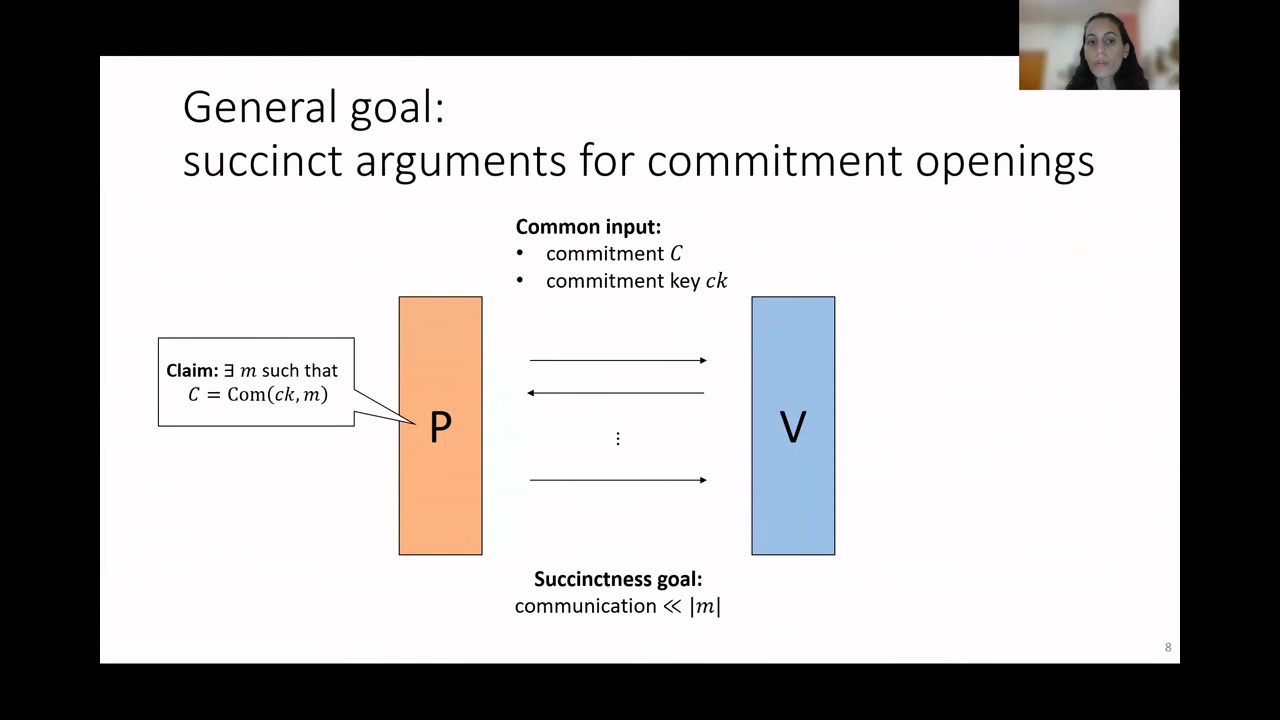 General goal:
succinct arguments for commitment openings
Common input:
• commitment C
• commitment key ck
Claim: ∃ m such that
C = Com(ck, m)
P
V
⋮
Succinctness goal:
communication ≪ |m|
8